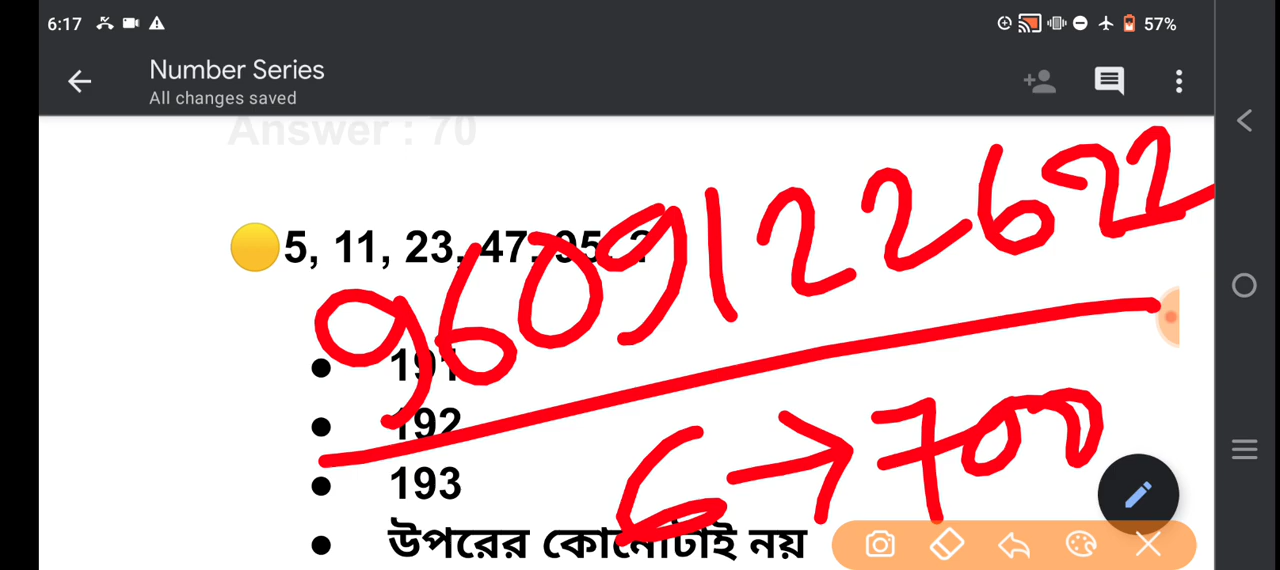 6:17
57%
Number Series
All changes saved
Answer : 70
5, 11, 23, 47, 95, ?
9609122622
191
192
6→700
193
উপরের কোনোটাই নয়